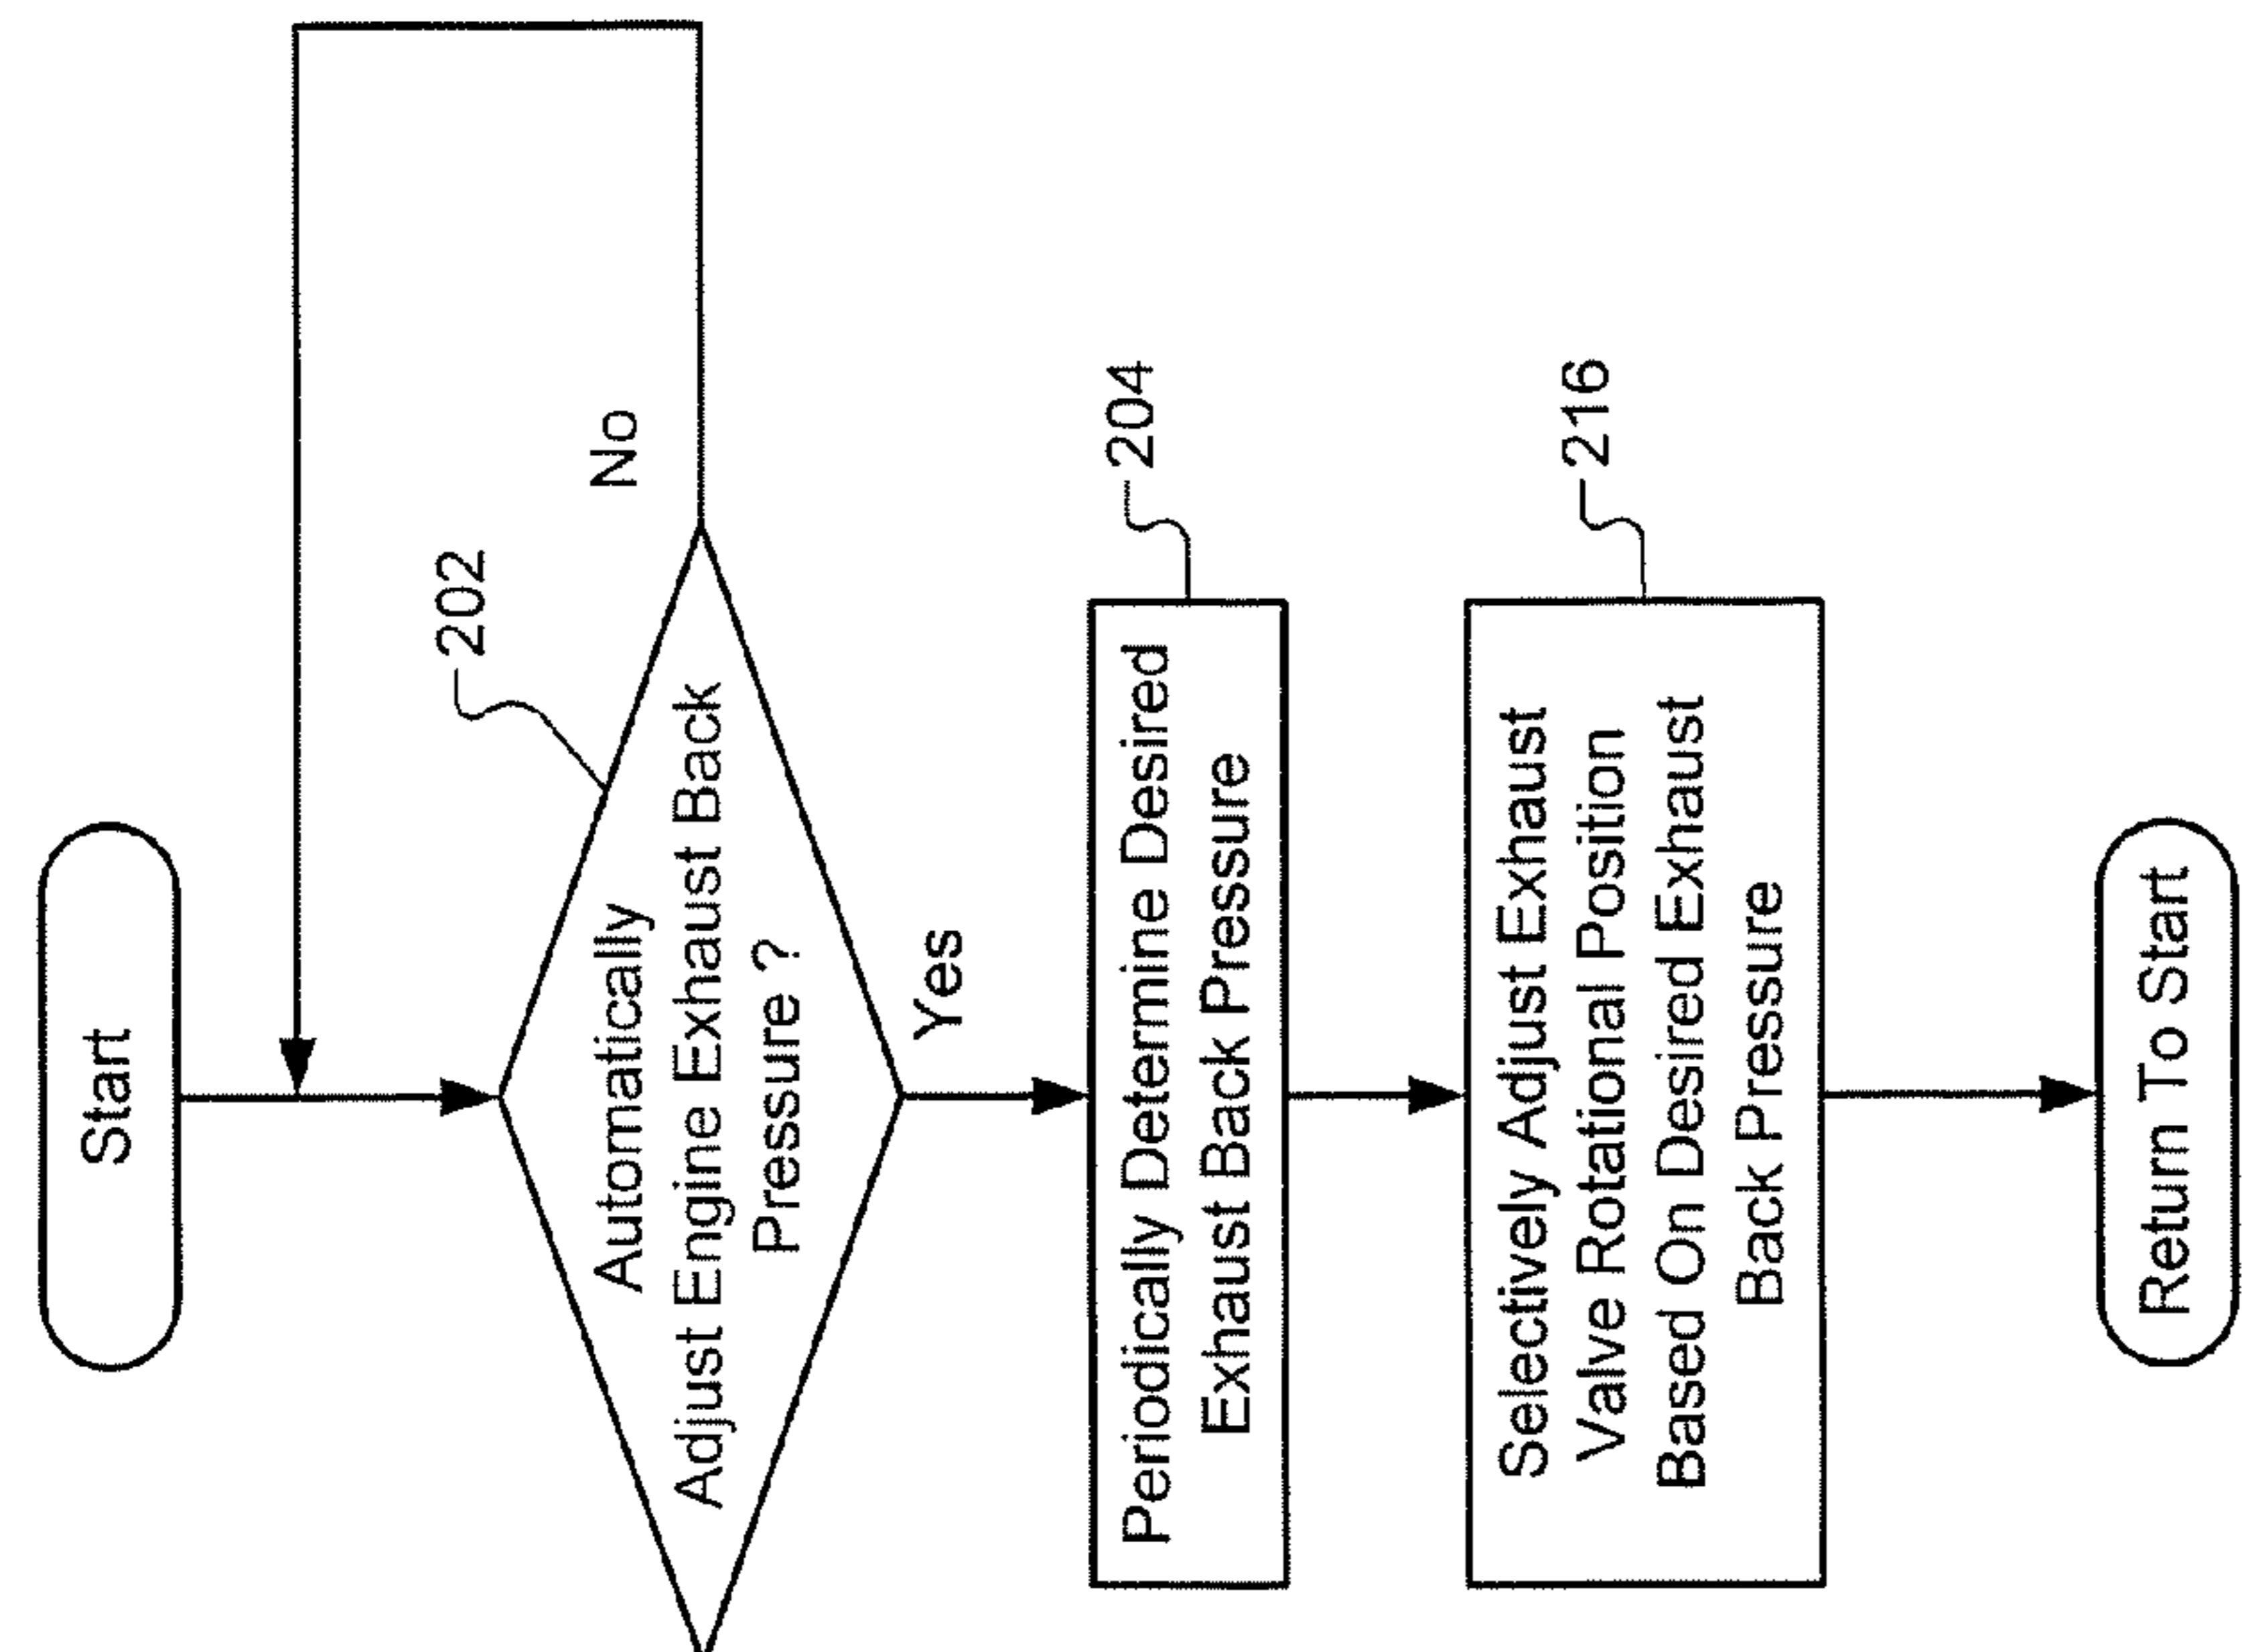 Start
202
Automatically
Adjust Engine Exhaust Back
Pressure ?
No
Yes
204
Periodically Determine Desired
Exhaust Back Pressure
216
Selectively Adjust Exhaust
Valve Rotational Position
Based On Desired Exhaust
Back Pressure
Return To Start